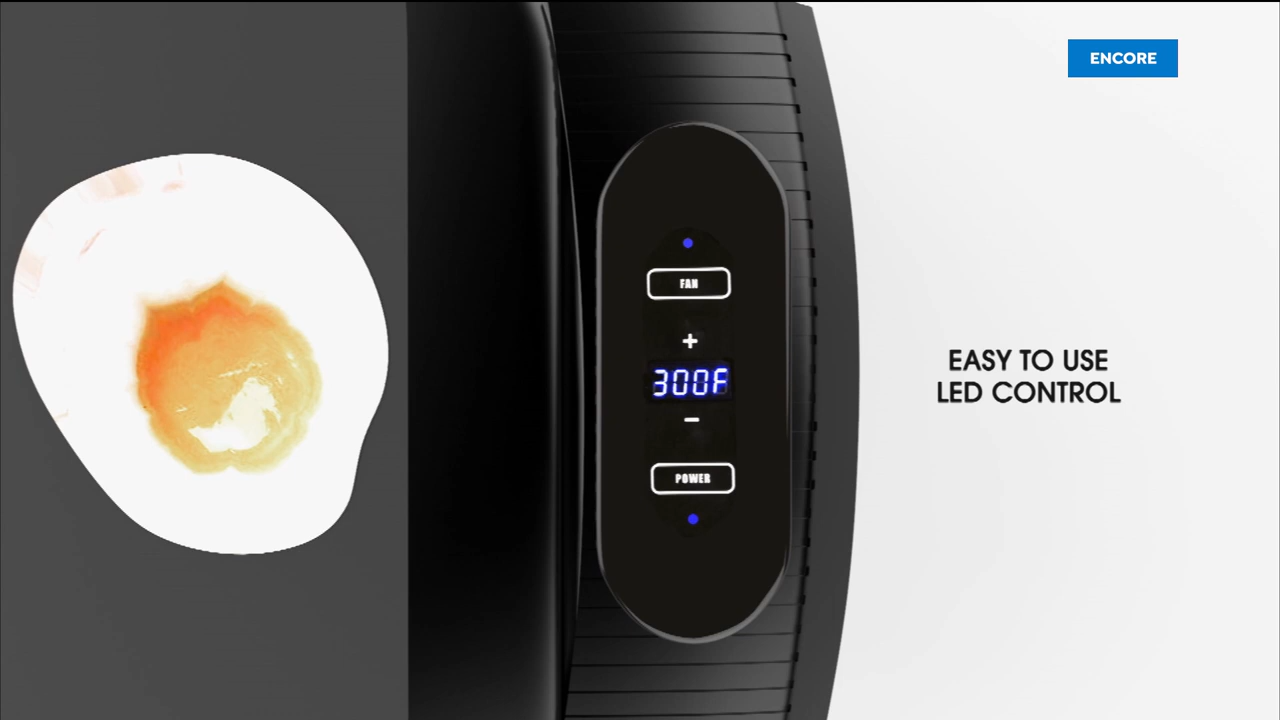 ENCORE
FAN
+
300F
-
POWER
EASY TO USE
LED CONTROL